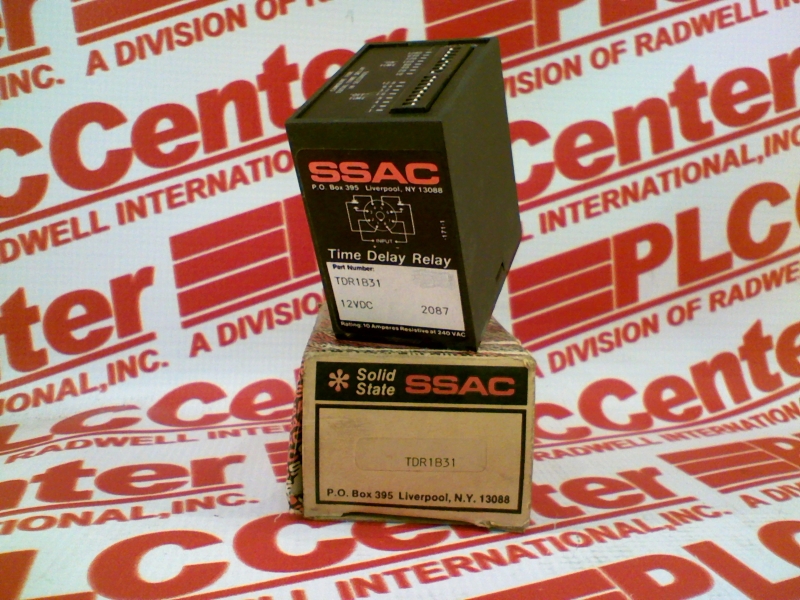 SSAC
P.O. Box 395 Liverpool, NY 13088
INPUT
Time Delay Relay
Part Number:
TDR1B31
12VDC 2087
Rating: 10 Amperes Resistive at 240 VAC
Solid State SSAC
TDR1B31
P.O. Box 395 Liverpool, N.Y. 13088
PLCCenter
A DIVISION OF RADWELL INTERNATIONAL, INC.